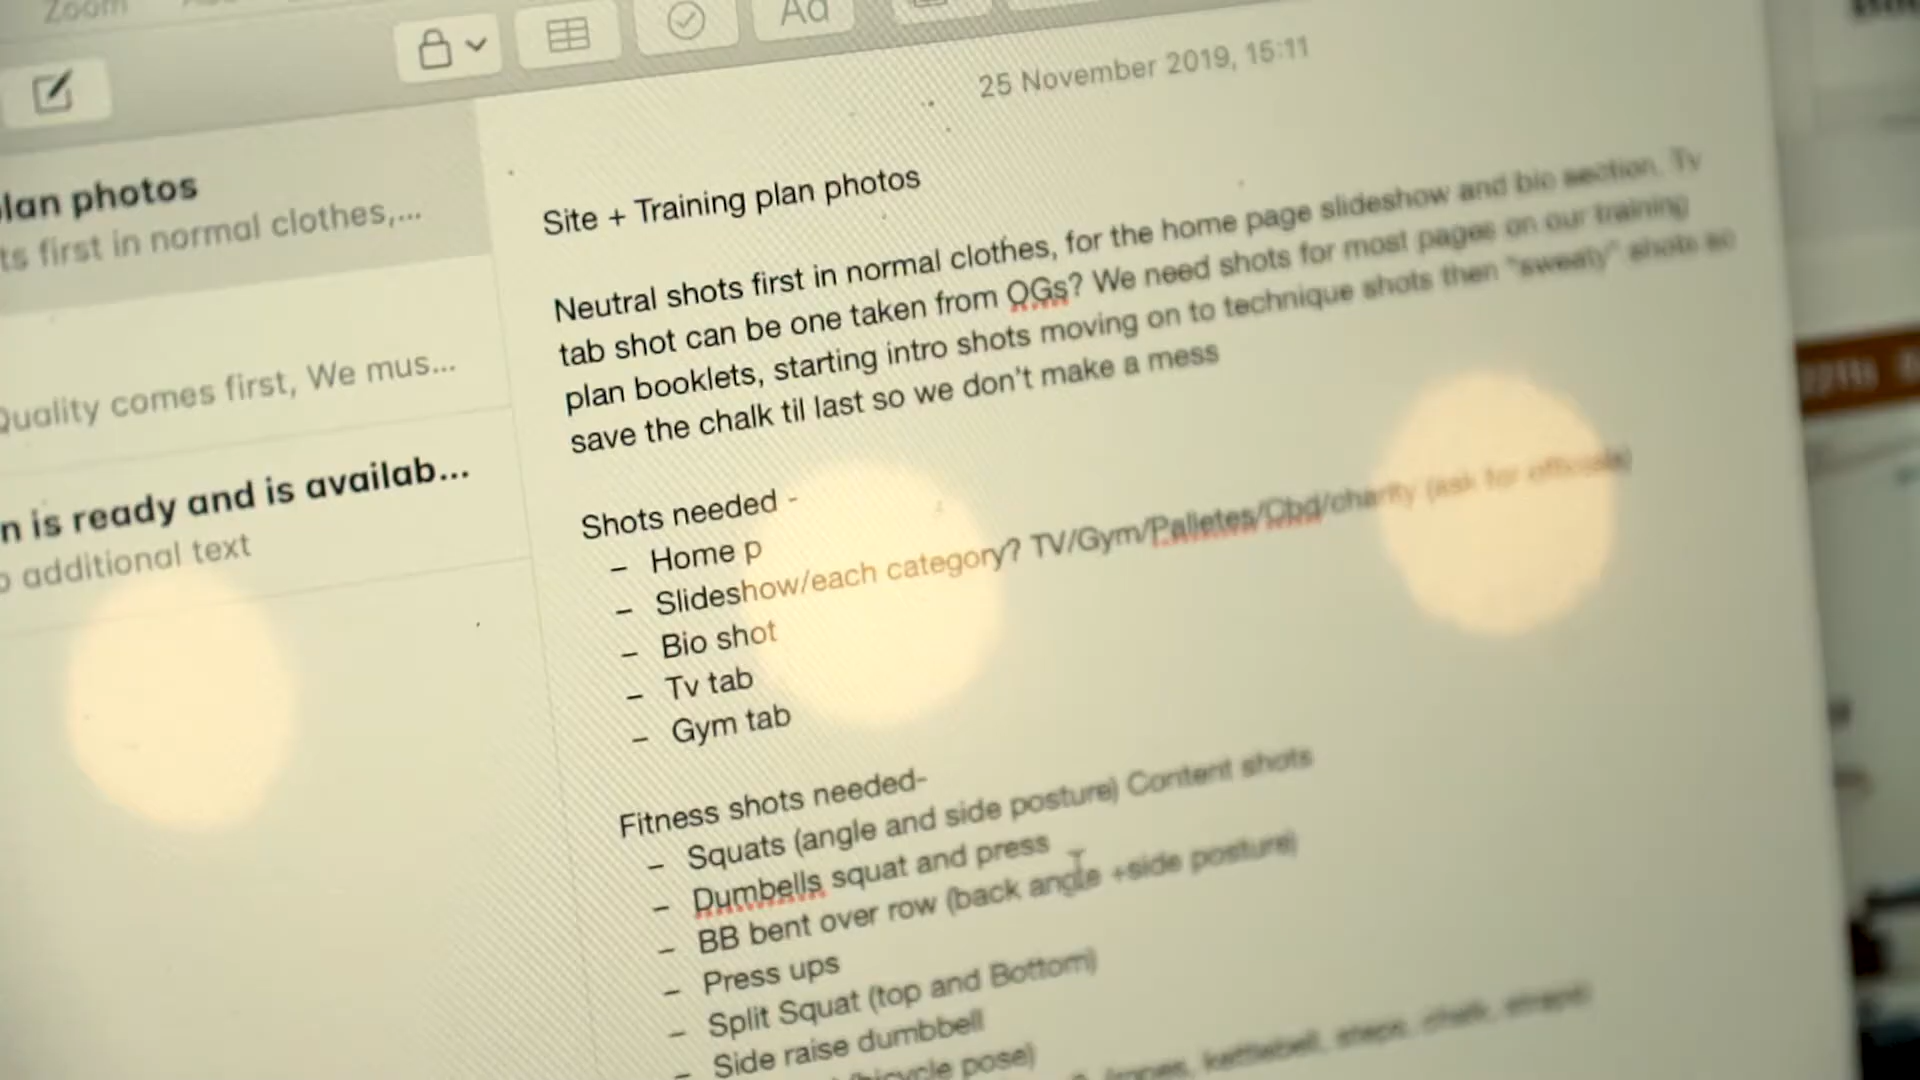 Zoom
Aa
25 November 2019, 15:11
plan photos
ts first in normal clothes,...
Quality comes first, We mus...
n is ready and is availab...
additional text
Site + Training plan photos
Neutral shots first in normal clothes, for the home page slideshow and bio section. Tv
tab shot can be one taken from OGs? We need shots for most pages on our training
plan booklets, starting intro shots moving on to technique shots then "sweaty" shots so
save the chalk til last so we don't make a mess
Shots needed -
– Home p
– Slideshow/each category? TV/Gym/Palletes/Cbd/charity (ask for officials)
– Bio shot
– Tv tab
– Gym tab
Fitness shots needed-
– Squats (angle and side posture) Content shots
– Dumbells squat and press
– BB bent over row (back angle +side posture)
– Press ups
– Split Squat (top and Bottom)
– Side raise dumbbell
(bicycle pose)
kettlebell, steps, chalk, straps)